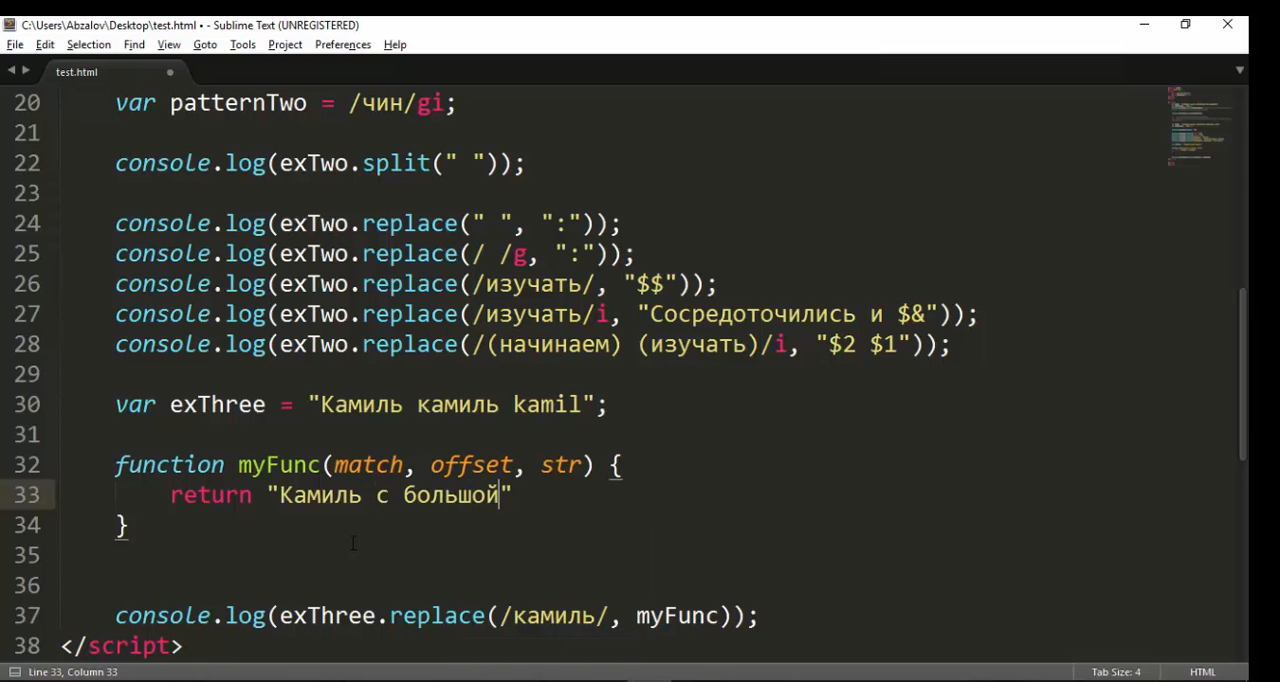 C:\Users\Abzalov\Desktop\test.html • - Sublime Text (UNREGISTERED)
File Edit Selection Find View Goto Tools Project Preferences Help
test.html
20 var patternTwo = /чин/gi;
21
22 console.log(exTwo.split(" "));
23
24 console.log(exTwo.replace(" ", ":"));
25 console.log(exTwo.replace(/ /g, ":"));
26 console.log(exTwo.replace(/изучать/, "$$"));
27 console.log(exTwo.replace(/изучать/i, "Сосредоточились и $&"));
28 console.log(exTwo.replace(/(начинаем) (изучать)/i, "$2 $1"));
29
30 var exThree = "Камиль камиль kamil";
31
32 function myFunc(match, offset, str) {
33 return "Камиль с большой"
34 }
35
36
37 console.log(exThree.replace(/камиль/, myFunc));
38 </script>
Line 33, Column 33 Tab Size: 4 HTML